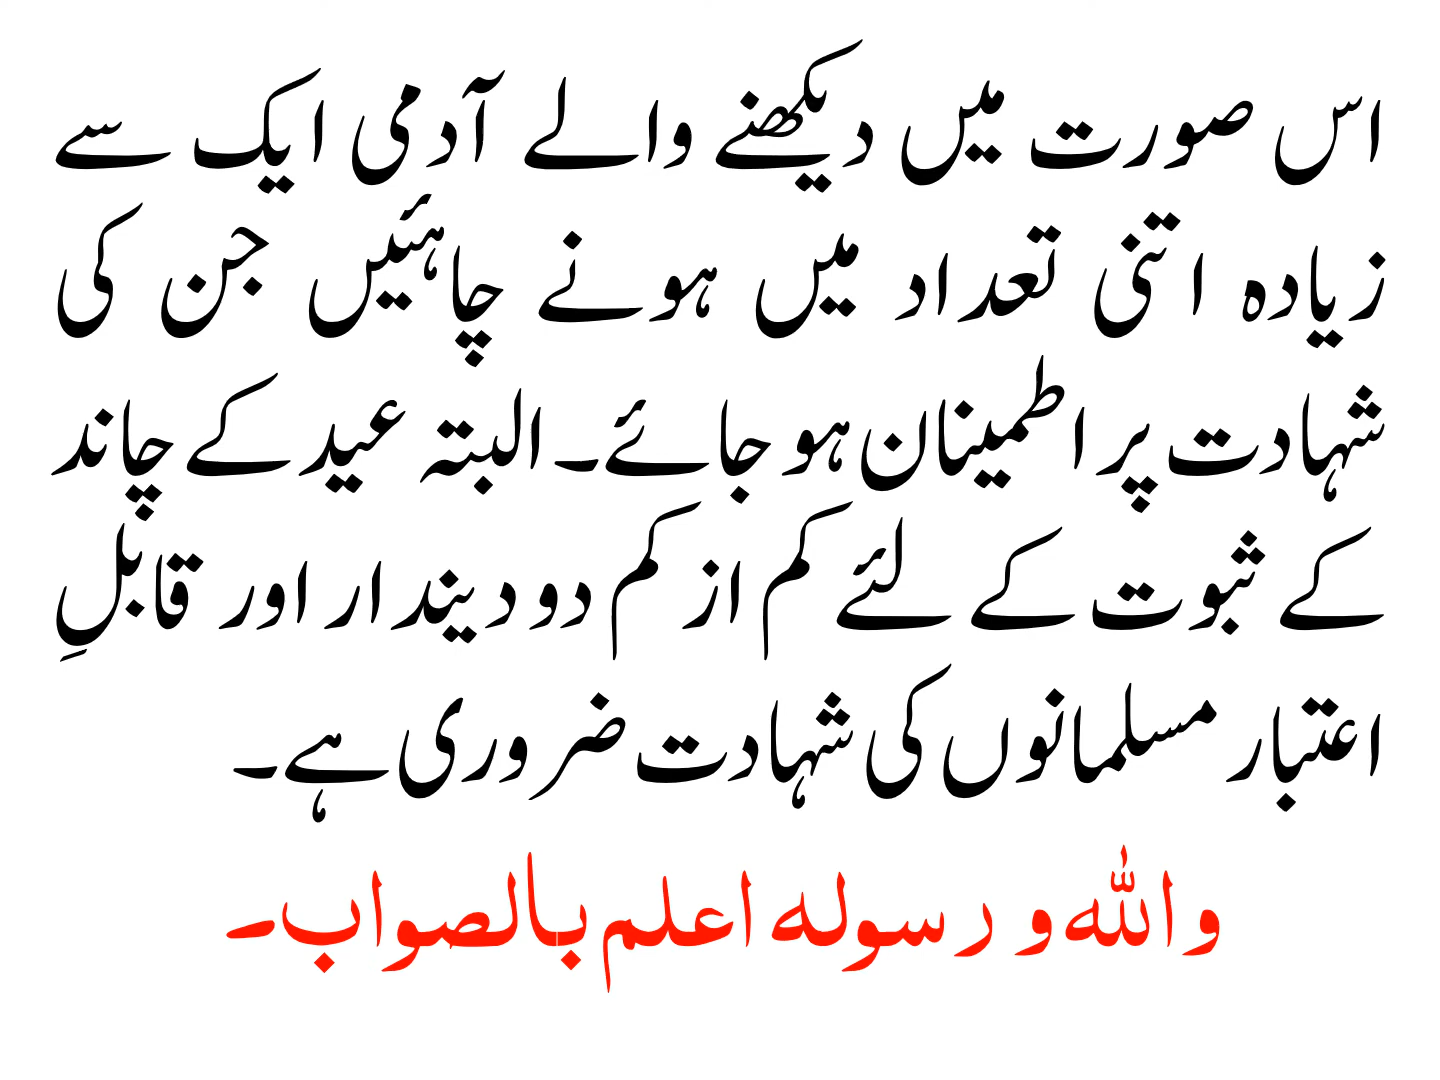 اس صورت میں دیکھنے والے آدمی ایک سے
زیادہ اتنی تعداد میں ہونے چاہئیں جن کی
شہادت پر اطمینان ہو جائے۔ البتہ عید کے چاند
کے ثبوت کے لئے کم از کم دو دیندار اور قابلِ
اعتبار مسلمانوں کی شہادت ضروری ہے۔
واللہ و رسولہ اعلم بالصواب۔